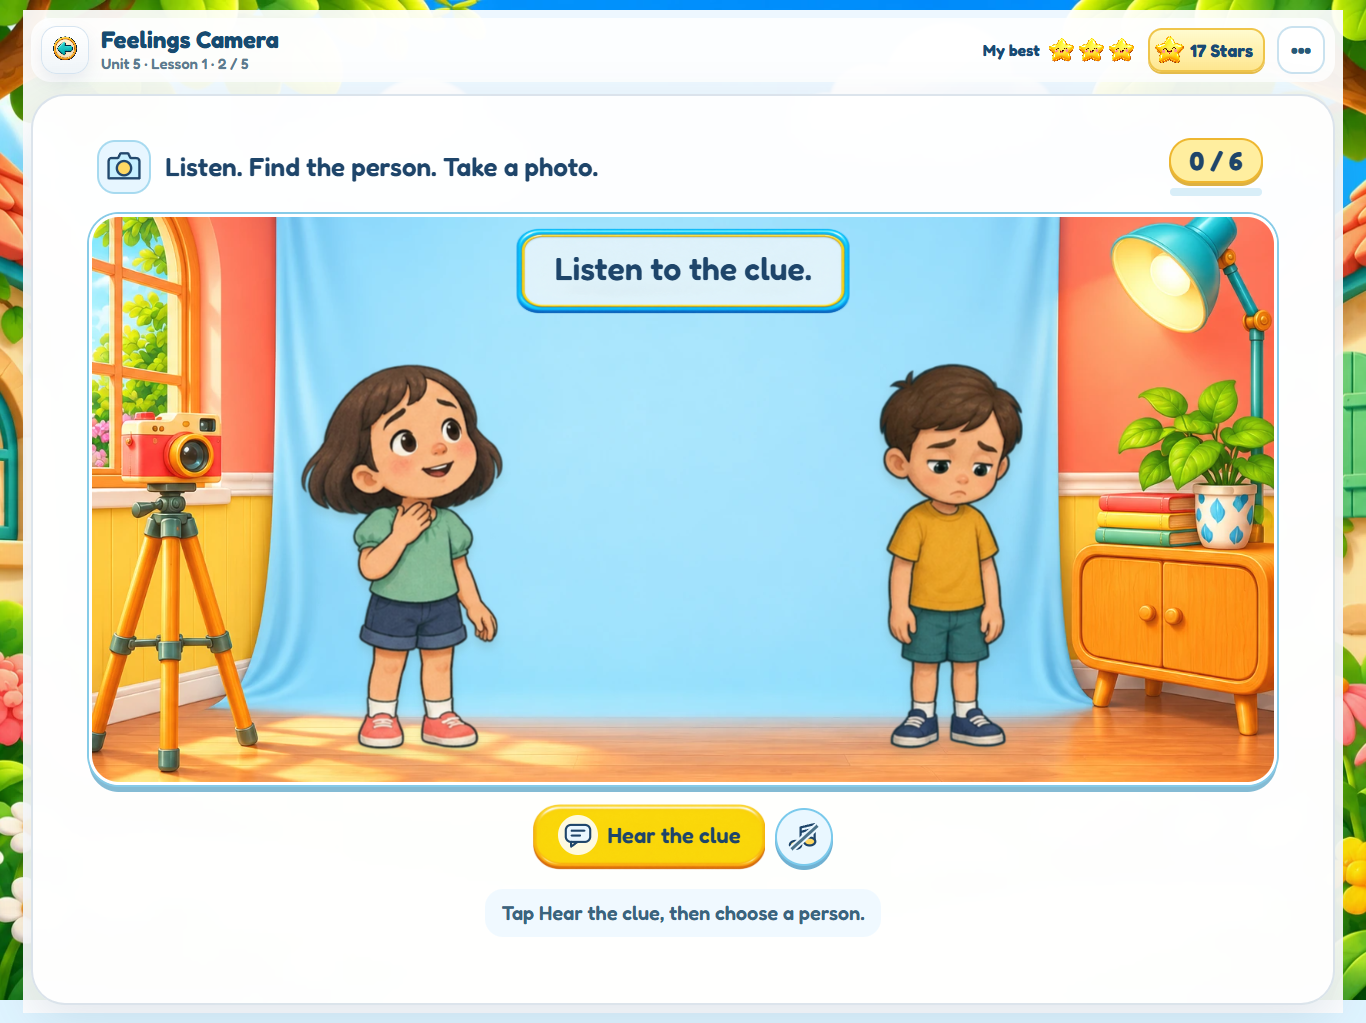 Feelings Camera
Unit 5 · Lesson 1 · 2 / 5
My best
17 Stars
Listen. Find the person. Take a photo.
0 / 6
Listen to the clue.
Hear the clue
Tap Hear the clue, then choose a person.